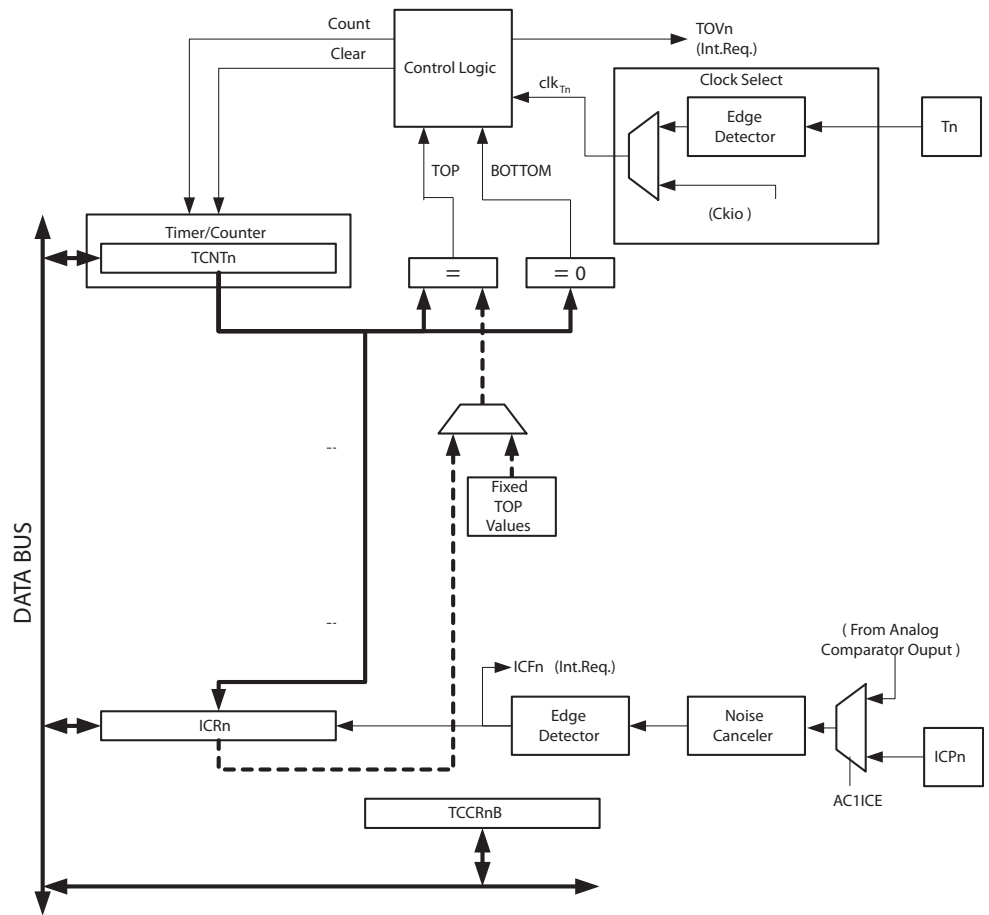 Count
Clear
Control Logic
TOVn
(Int.Req.)
clk Tn
Clock Select
Edge
Detector
Tn
TOP
BOTTOM
(Ckio )
Timer/Counter
TCNTn
=
= 0
--
Fixed
TOP
Values
DATA BUS
--
( From Analog
Comparator Ouput )
ICFn (Int.Req.)
ICRn
Edge
Detector
Noise
Canceler
ICPn
AC1ICE
TCCRnB